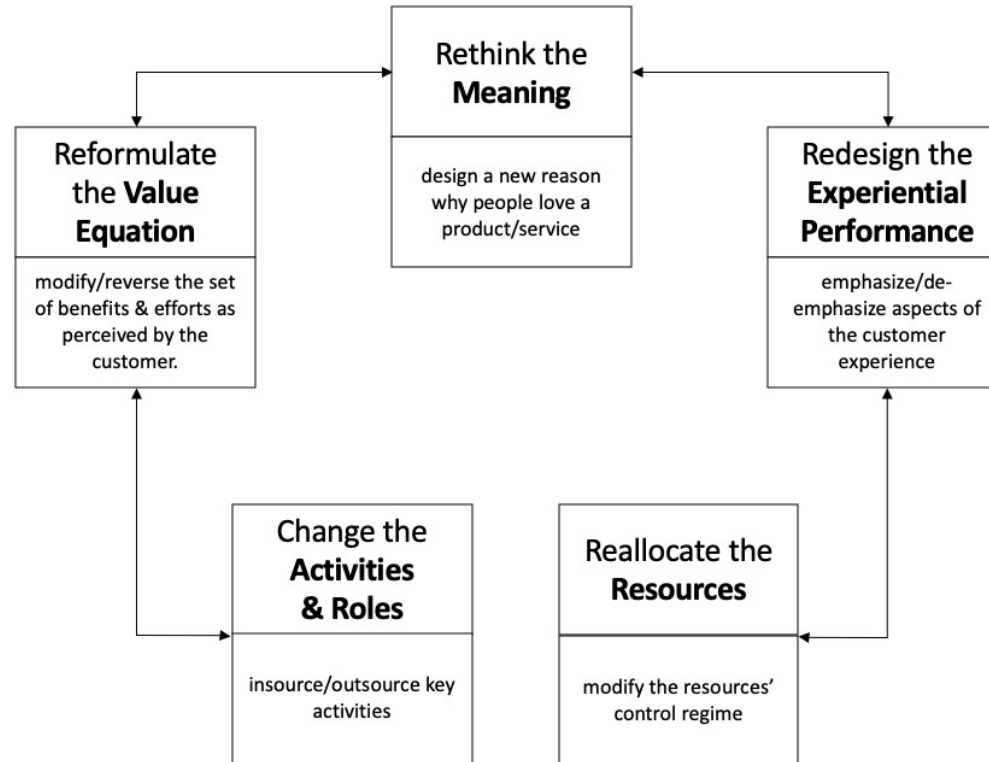 Rethink the
Meaning
design a new reason
why people love a
product/service
Reformulate
the Value
Equation
modify/reverse the set
of benefits & efforts as
perceived by the
customer.
Redesign the
Experiential
Performance
emphasize/de-
emphasize aspects of
the customer
experience
Change the
Activities
& Roles
insource/outsource key
activities
Reallocate the
Resources
modify the resources’
control regime